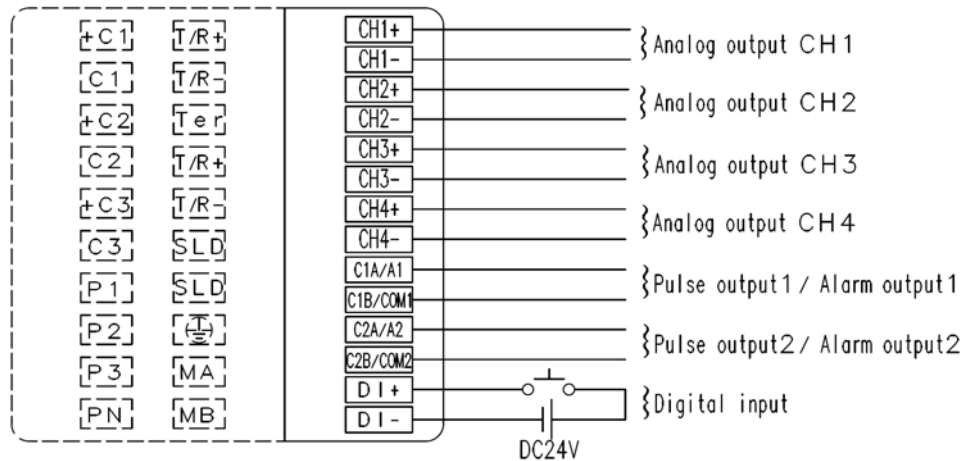 +C1 T/R+ CH1+
CH1- Analog output CH1
C1 T/R- CH2+
+C2 Ter CH2- Analog output CH2
C2 T/R+ CH3+
CH3- Analog output CH3
+C3 T/R- CH4+
C3 SLD CH4- Analog output CH4
P1 SLD C1A/A1
C1B/COM1 Pulse output1 / Alarm output1
P2 C2A/A2
C2B/COM2 Pulse output2 / Alarm output2
P3 MA DI+
PN MB DI- Digital input
DC24V